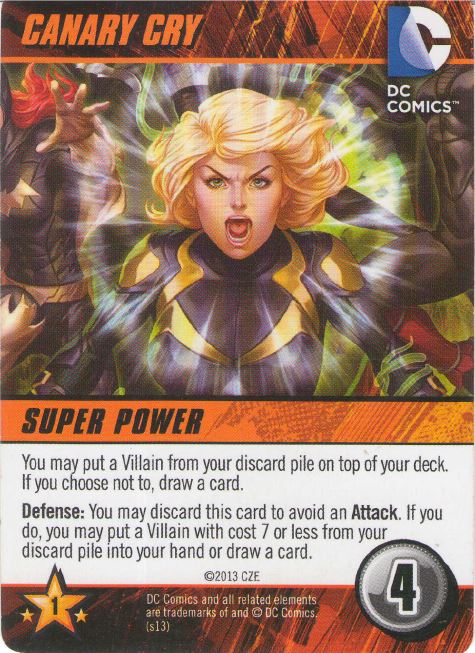 CANARY CRY
DC
COMICS™
SUPER POWER
You may put a Villain from your discard pile on top of your deck.
If you choose not to, draw a card.
Defense: You may discard this card to avoid an Attack. If you
do, you may put a Villain with cost 7 or less from your
discard pile into your hand or draw a card.
©2013 CZE
1
DC Comics and all related elements
are trademarks of and © DC Comics.
(s13)
4